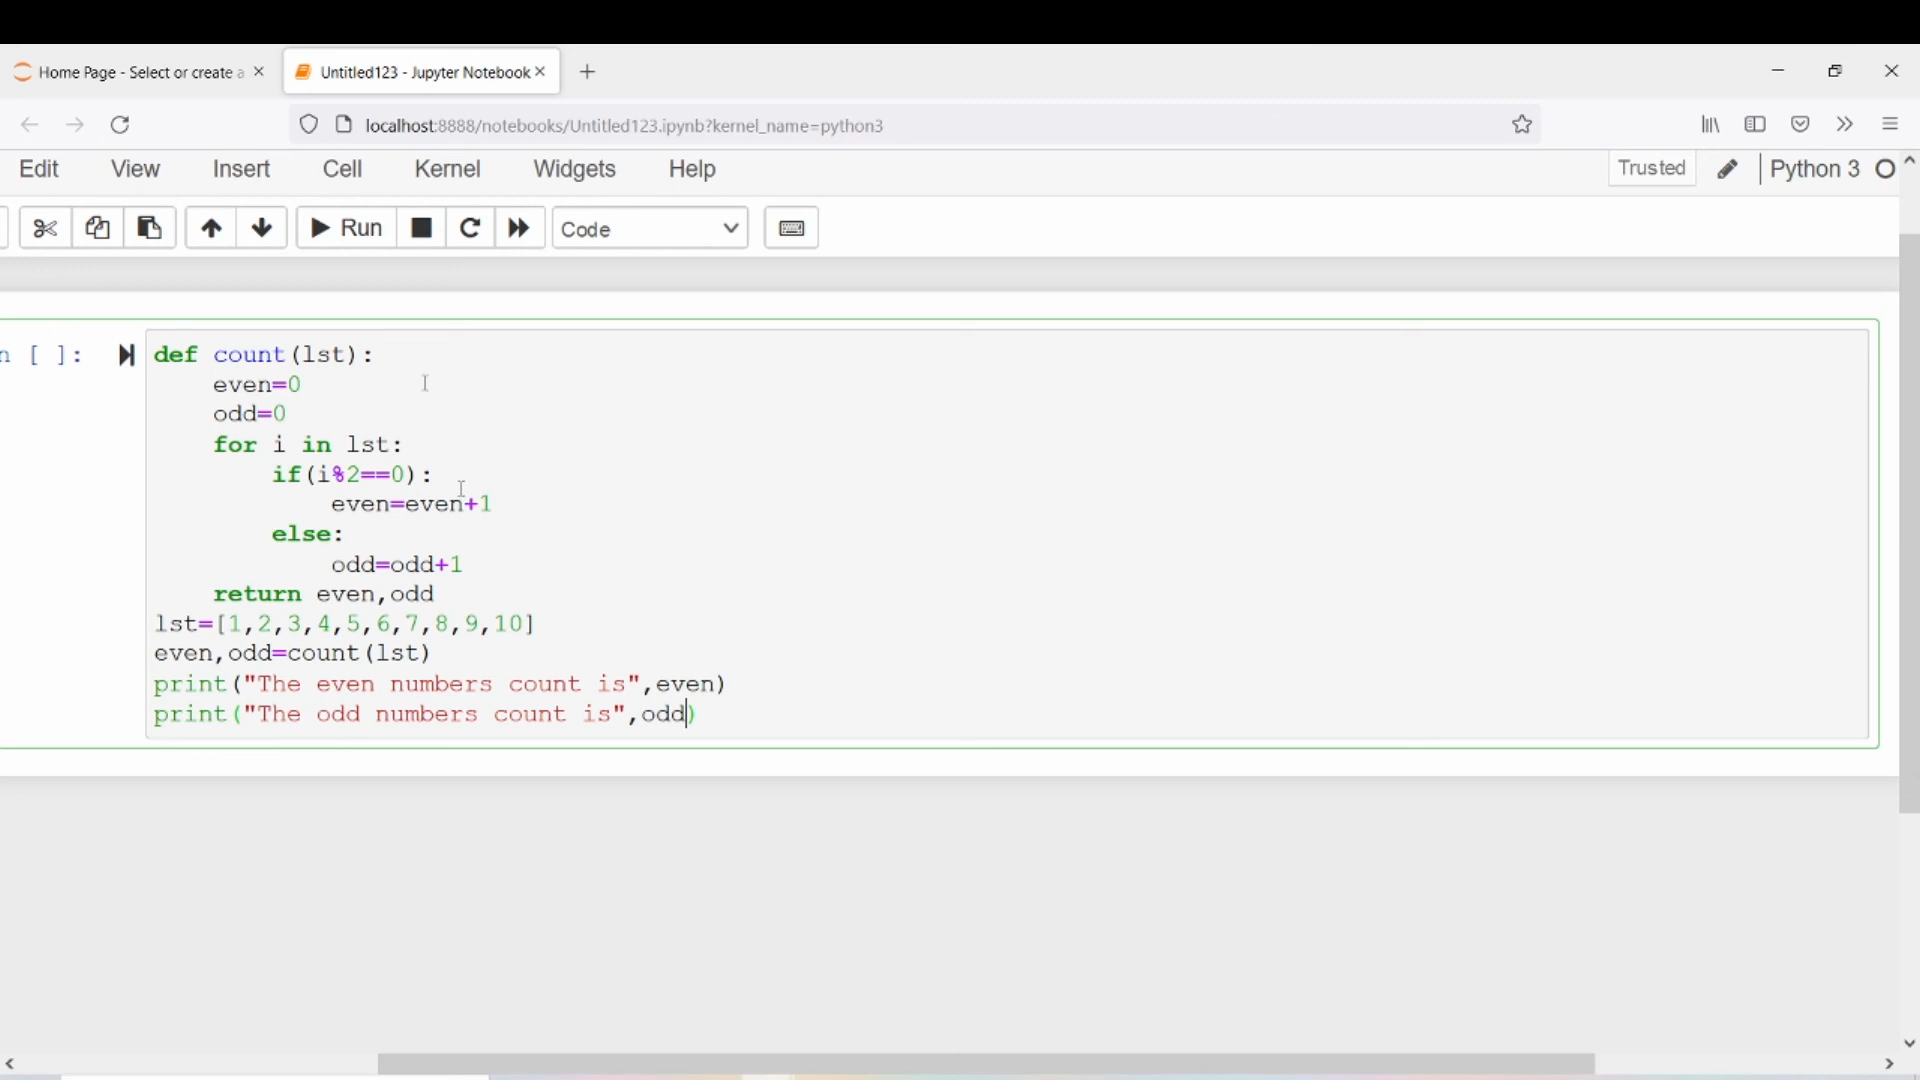 Home Page - Select or create a
Untitled123 - Jupyter Notebook
localhost:8888/notebooks/Untitled123.ipynb?kernel_name=python3
Edit View Insert Cell Kernel Widgets Help Trusted Python 3
Run Code
n [ ]:
def count(lst):
    even=0
    odd=0
    for i in lst:
        if(i%2==0):
            even=even+1
        else:
            odd=odd+1
    return even,odd
lst=[1,2,3,4,5,6,7,8,9,10]
even,odd=count(lst)
print("The even numbers count is",even)
print("The odd numbers count is",odd)